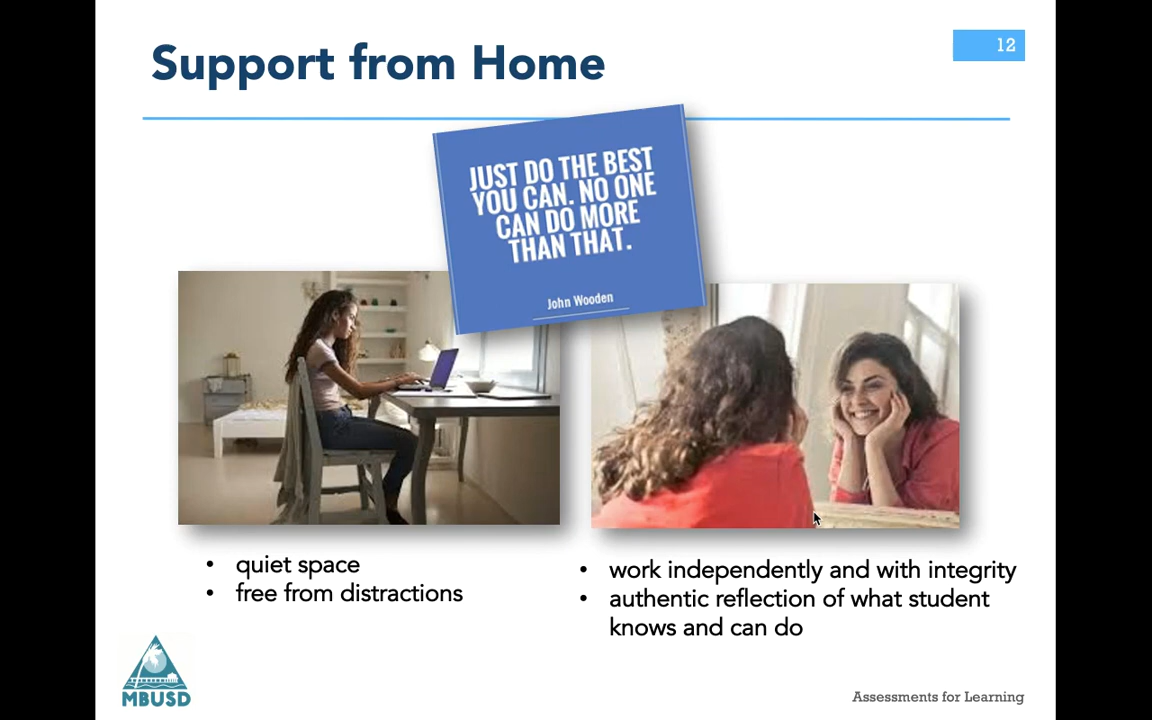 Support from Home
12
JUST DO THE BEST
YOU CAN. NO ONE
CAN DO MORE
THAN THAT.
John Wooden
• quiet space
• free from distractions
• work independently and with integrity
• authentic reflection of what student
knows and can do
MBUSD
Assessments for Learning